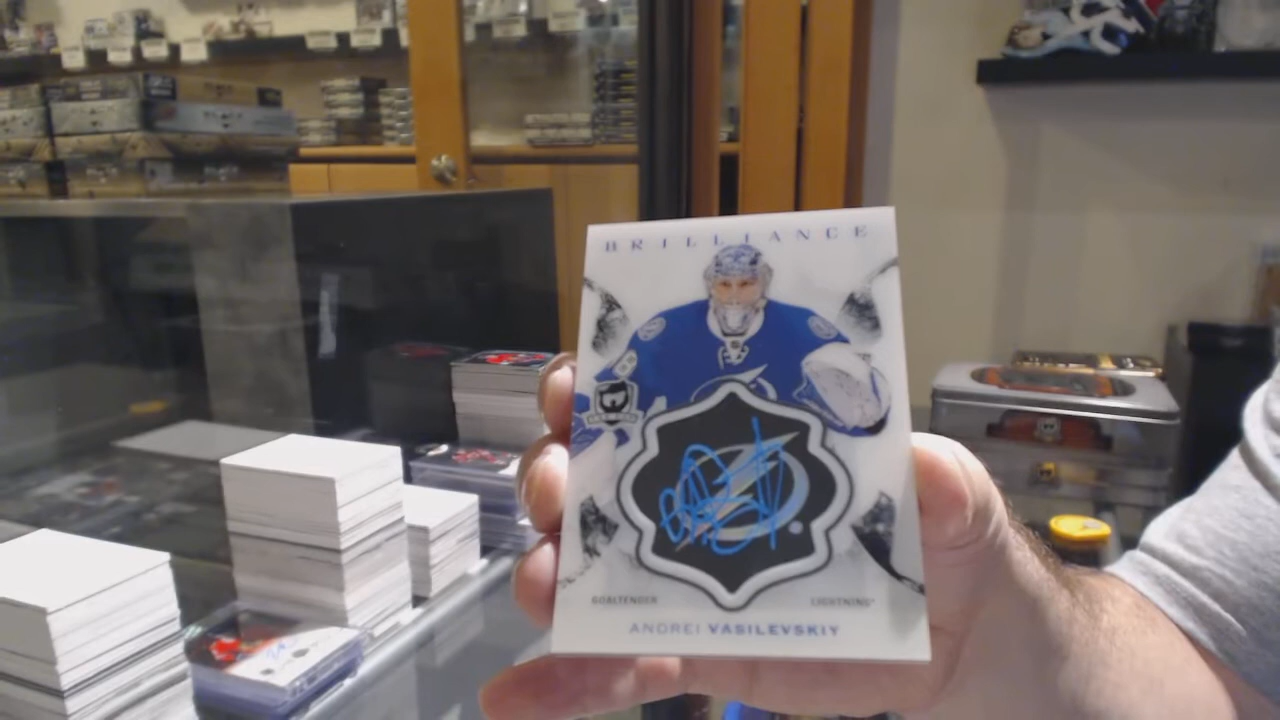 BRILLIANCE
GOALTENDER
LIGHTNING
ANDREI VASILEVSKIY